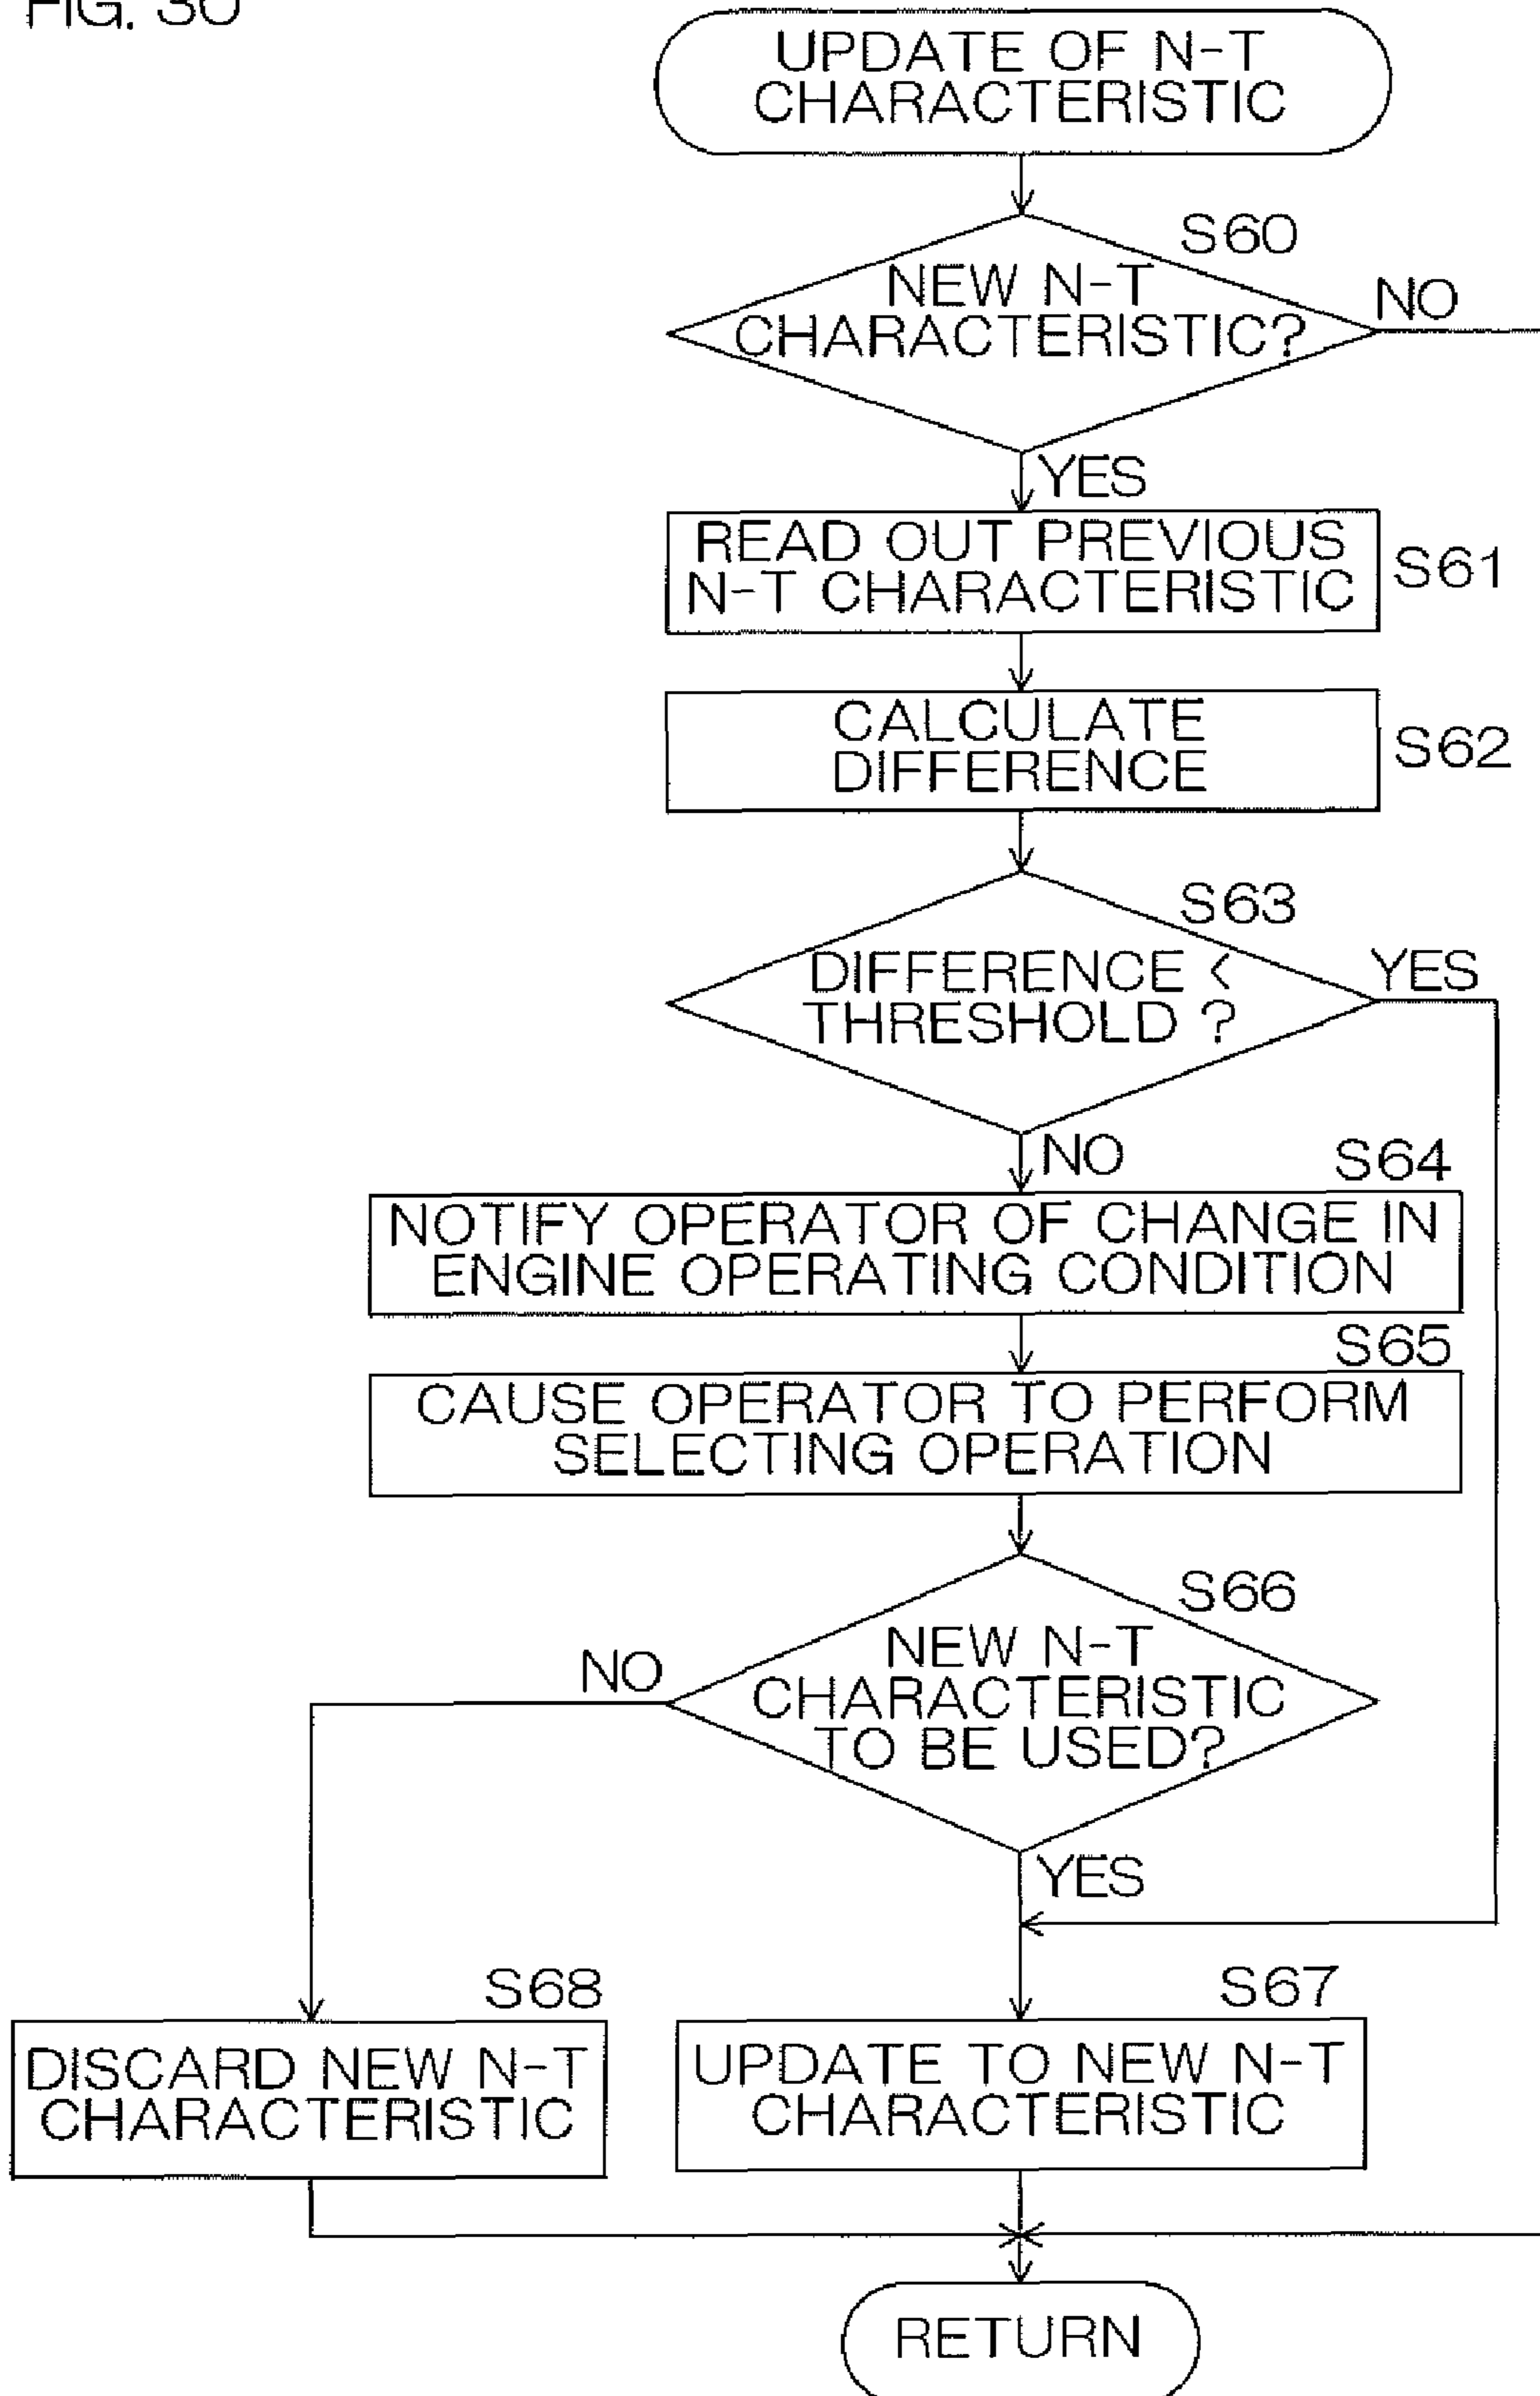 FIG. 30
UPDATE OF N-T
CHARACTERISTIC
S60
NEW N-T
CHARACTERISTIC?
NO
YES
READ OUT PREVIOUS
N-T CHARACTERISTIC
S61
CALCULATE
DIFFERENCE
S62
S63
DIFFERENCE <
THRESHOLD ?
YES
NO
S64
NOTIFY OPERATOR OF CHANGE IN
ENGINE OPERATING CONDITION
S65
CAUSE OPERATOR TO PERFORM
SELECTING OPERATION
S66
NEW N-T
CHARACTERISTIC
TO BE USED?
NO
YES
S68
DISCARD NEW N-T
CHARACTERISTIC
S67
UPDATE TO NEW N-T
CHARACTERISTIC
RETURN